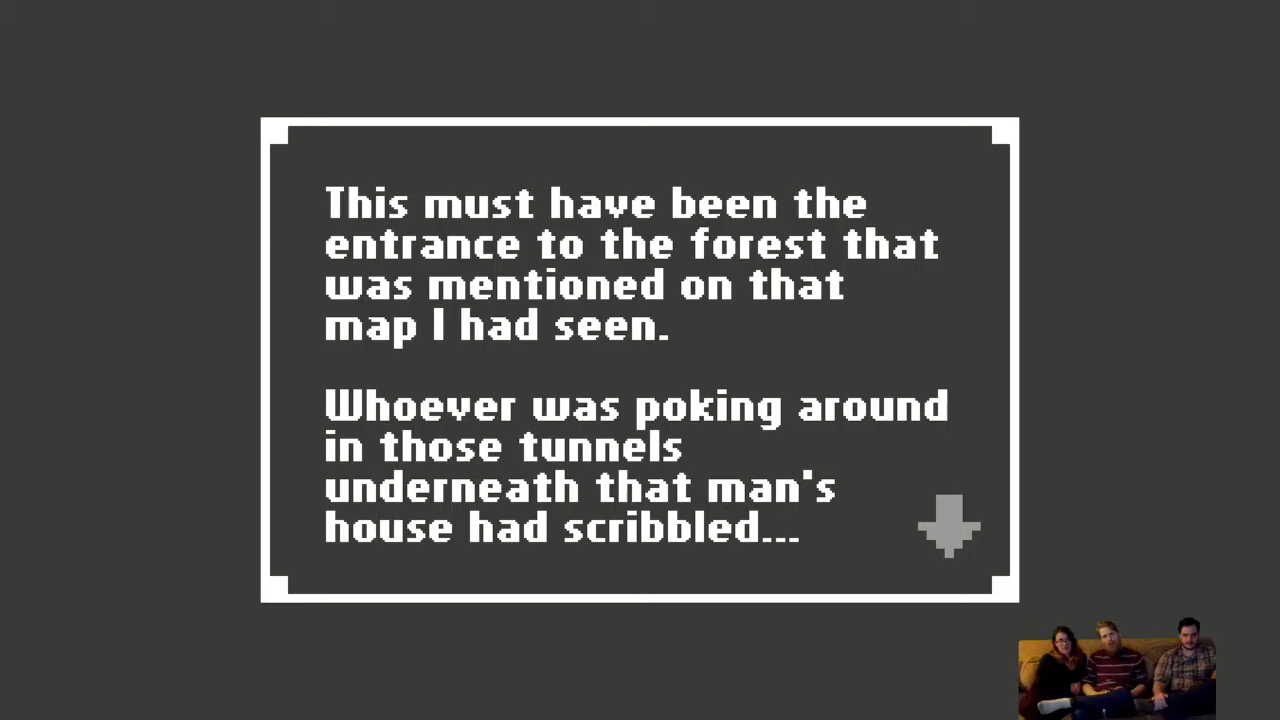 This must have been the
entrance to the forest that
was mentioned on that
map I had seen.
Whoever was poking around
in those tunnels
underneath that man's
house had scribbled...